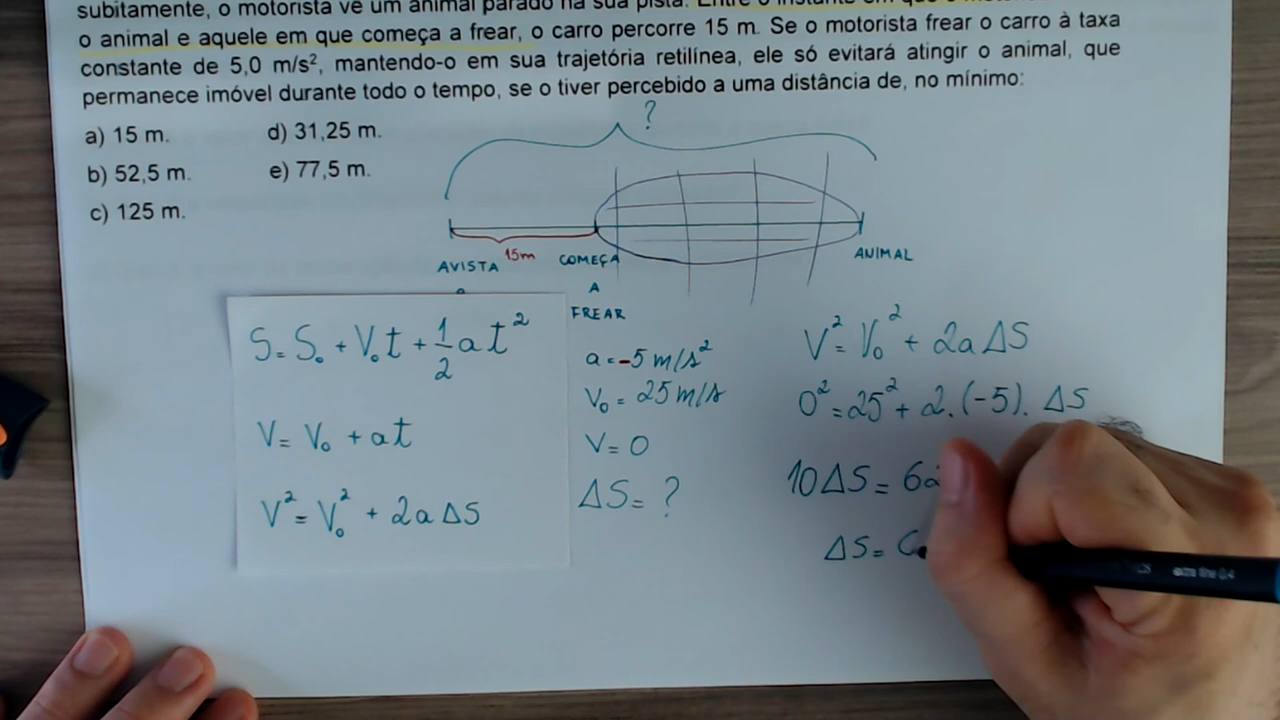 subitamente, o motorista vê um animal parado na sua pista. Entre o instante em que o
o animal e aquele em que começa a frear, o carro percorre 15 m. Se o motorista frear o carro à taxa
constante de 5,0 m/s², mantendo-o em sua trajetória retilínea, ele só evitará atingir o animal, que
permanece imóvel durante todo o tempo, se o tiver percebido a uma distância de, no mínimo:
a) 15 m.
d) 31,25 m.
b) 52,5 m.
e) 77,5 m.
c) 125 m.
?
15m
AVISTA
COMEÇA
A
FREAR
ANIMAL
S = S₀ + V₀t + 1/2 at²
V = V₀ + at
V² = V₀² + 2aΔS
a = -5 m/s²
V₀ = 25 m/s
V = 0
ΔS = ?
V² = V₀² + 2aΔS
0² = 25² + 2.(-5). ΔS
10ΔS = 62
ΔS =